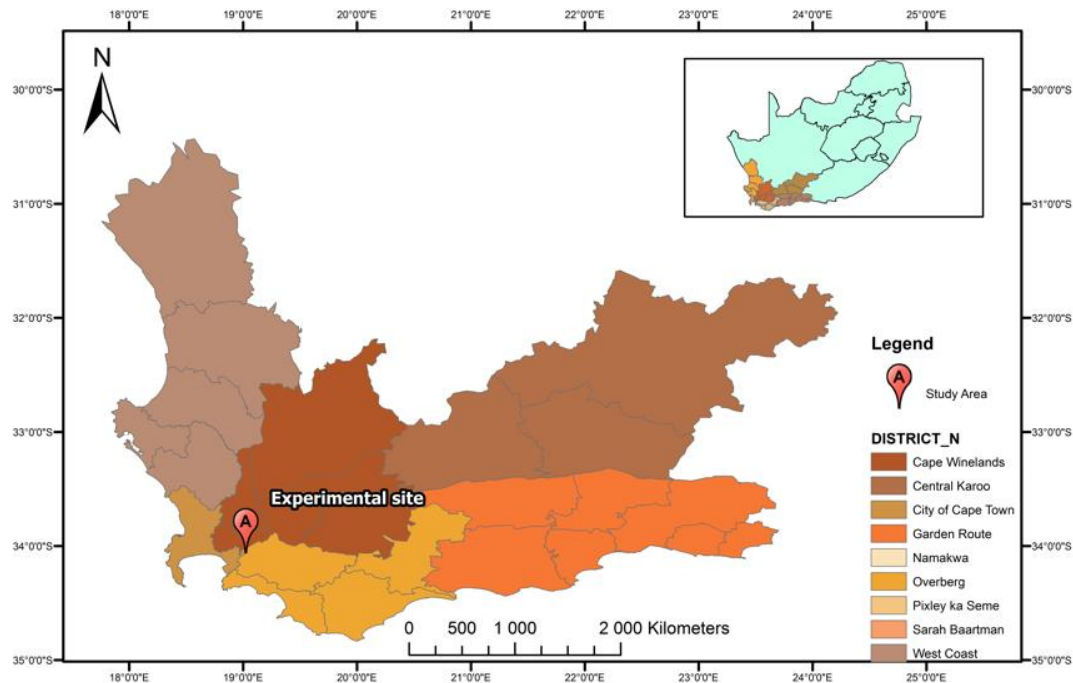 18°0'0"E 19°0'0"E 20°0'0"E 21°0'0"E 22°0'0"E 23°0'0"E 24°0'0"E 25°0'0"E
N
30°0'0"S 30°0'0"S
31°0'0"S 31°0'0"S
32°0'0"S 32°0'0"S
Legend
A
Study Area
33°0'0"S 33°0'0"S
DISTRICT_N
Cape Winelands
Central Karoo
City of Cape Town
Garden Route
Namakwa
Overberg
Pixley ka Seme
Sarah Baartman
West Coast
Experimental site
A
34°0'0"S 34°0'0"S
0 500 1 000 2 000 Kilometers
35°0'0"S 35°0'0"S
18°0'0"E 19°0'0"E 20°0'0"E 21°0'0"E 22°0'0"E 23°0'0"E 24°0'0"E 25°0'0"E